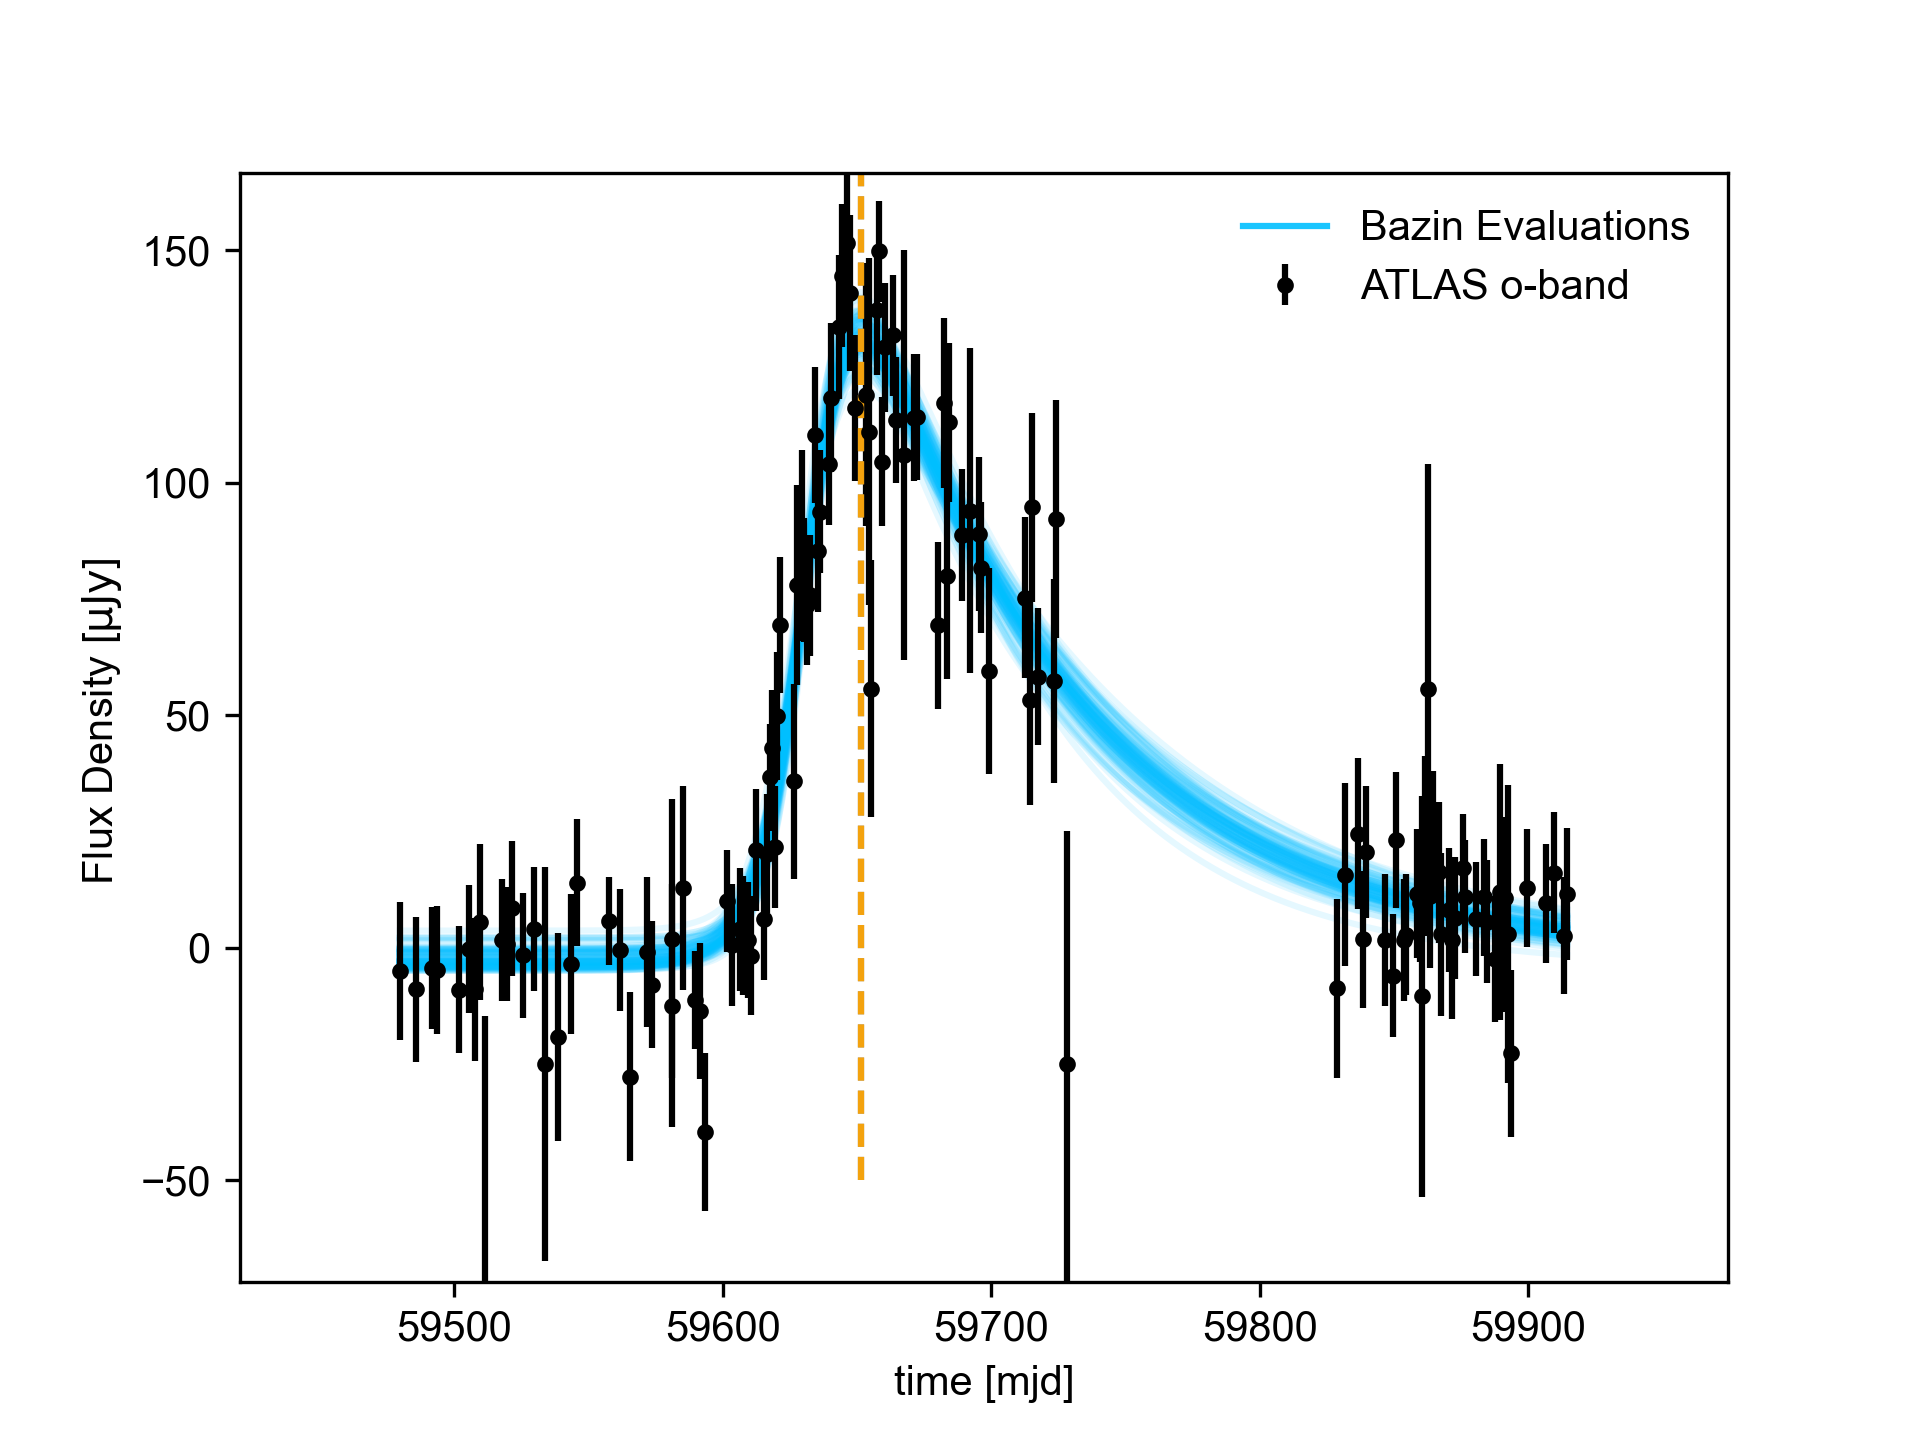 Bazin Evaluations
ATLAS o-band
150
100
50
0
−50
Flux Density [µJy]
59500 59600 59700 59800 59900
time [mjd]